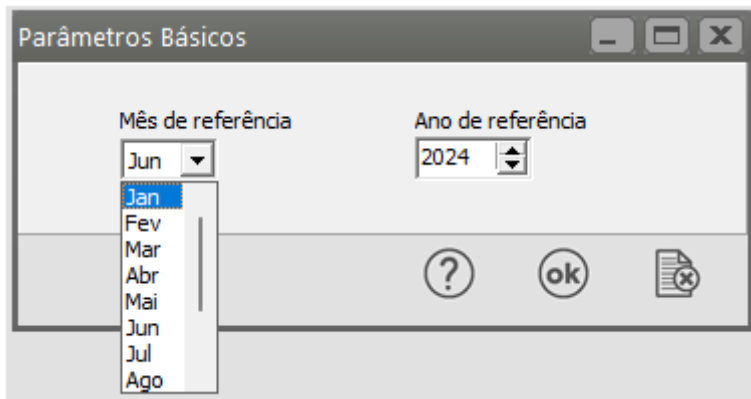 Parâmetros Básicos
Mês de referência
Ano de referência
Jun
2024
Jan
Fev
Mar
Abr
Mai
Jun
Jul
Ago
?
ok